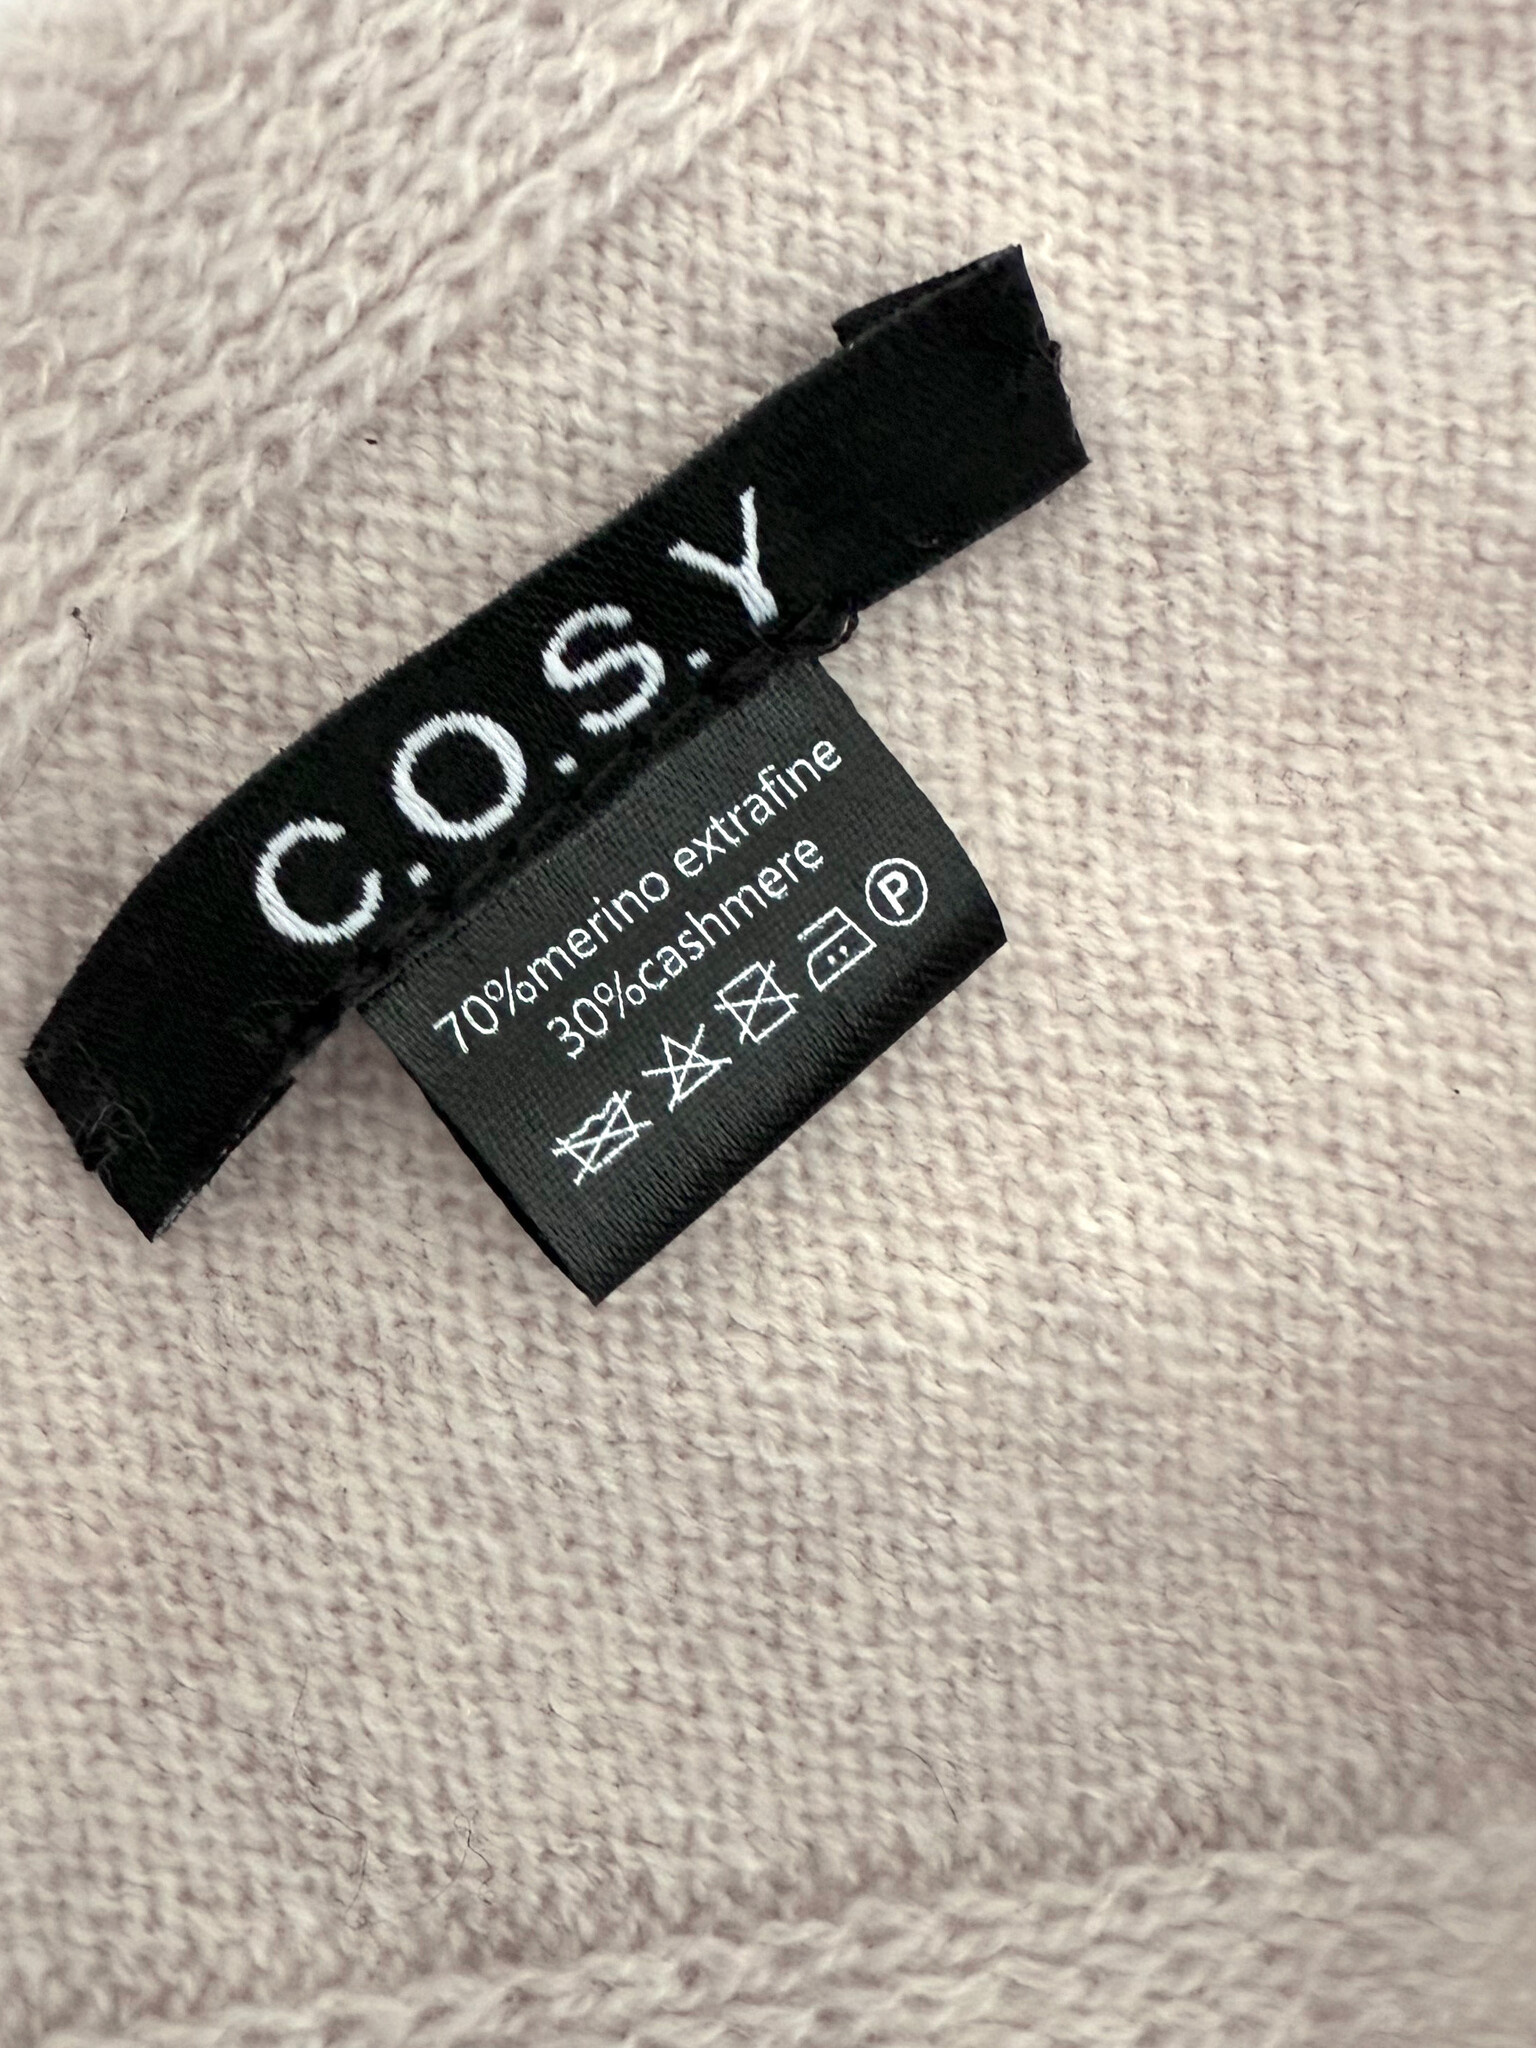 C.O.S.Y
70%merino extrafine
30%cashmere
P